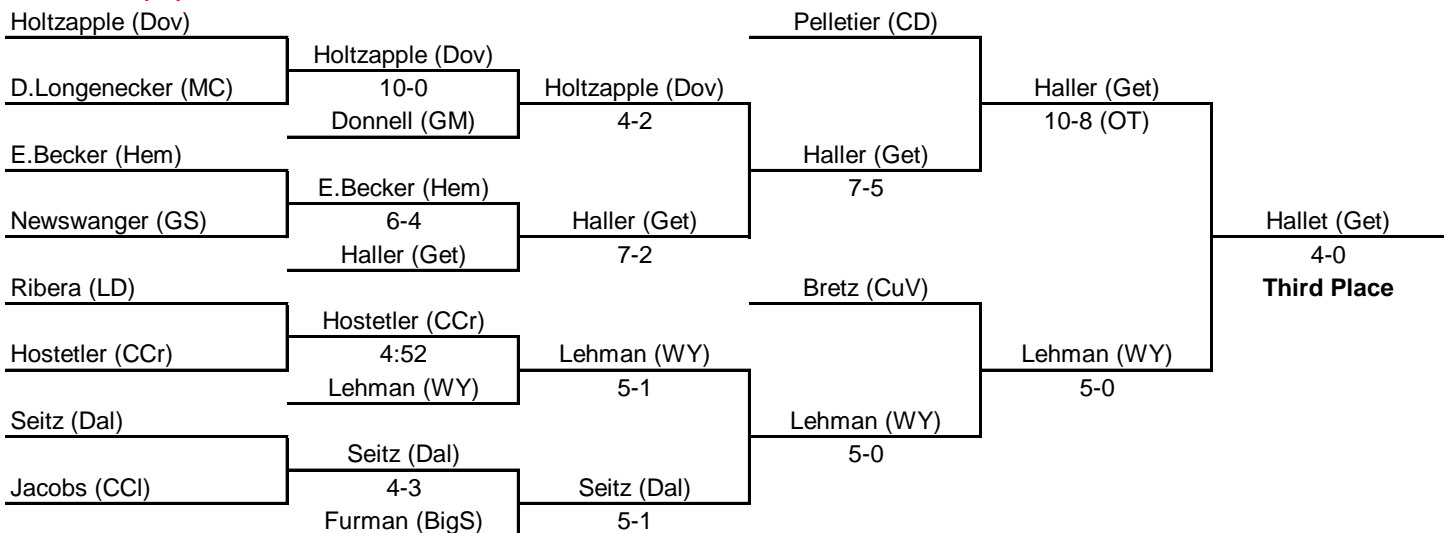 Holtzapple (Dov) Pelletier (CD)
Holtzapple (Dov)
D.Longenecker (MC) 10-0 Holtzapple (Dov) Haller (Get)
Donnell (GM) 4-2 10-8 (OT)
E.Becker (Hem) Haller (Get)
E.Becker (Hem) 7-5
Newswanger (GS) 6-4 Haller (Get) Hallet (Get)
Haller (Get) 7-2 4-0
Ribera (LD) Bretz (CuV) Third Place
Hostetler (CCr)
Hostetler (CCr) 4:52 Lehman (WY) Lehman (WY)
Lehman (WY) 5-1 5-0
Seitz (Dal) Lehman (WY)
Seitz (Dal) 5-0
Jacobs (CCl) 4-3 Seitz (Dal)
Furman (BigS) 5-1